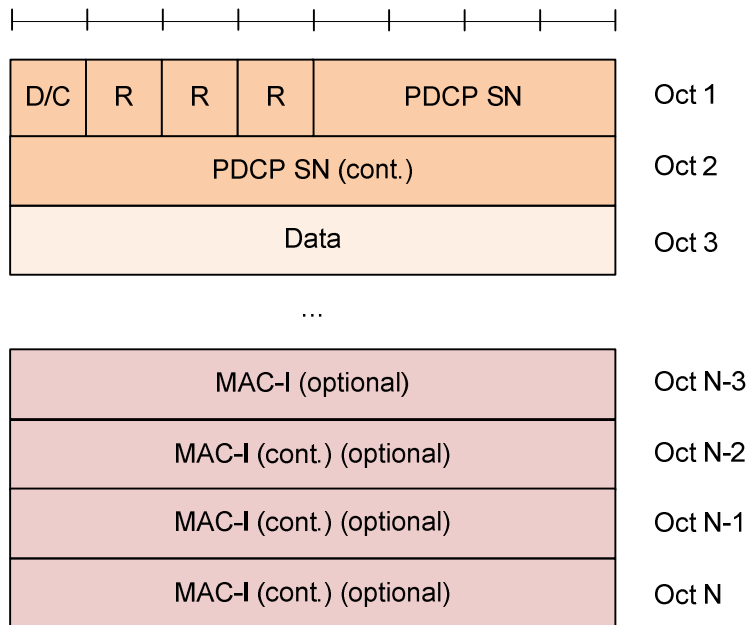 D/C R R R PDCP SN Oct 1
PDCP SN (cont.) Oct 2
Data Oct 3
...
MAC-I (optional) Oct N-3
MAC-I (cont.) (optional) Oct N-2
MAC-I (cont.) (optional) Oct N-1
MAC-I (cont.) (optional) Oct N